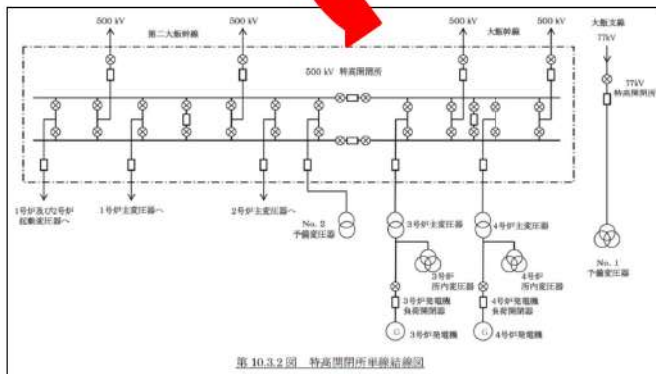 500 kV
500 kV
500 kV
500 kV
大飯支線
77kV
第二大飯幹線
大飯幹線
500 kV 特高開閉所
77kV
特高開閉所
1号炉及び2号炉
起動変圧器へ
1号炉主変圧器へ
2号炉主変圧器へ
No. 2
予備変圧器
3号炉主変圧器
4号炉主変圧器
No. 1
予備変圧器
3号炉
所内変圧器
4号炉
所内変圧器
3号炉発電機
負荷開閉器
4号炉発電機
負荷開閉器
G
3号炉発電機
G
4号炉発電機
第 10.3.2 図 特高開閉所単線結線図